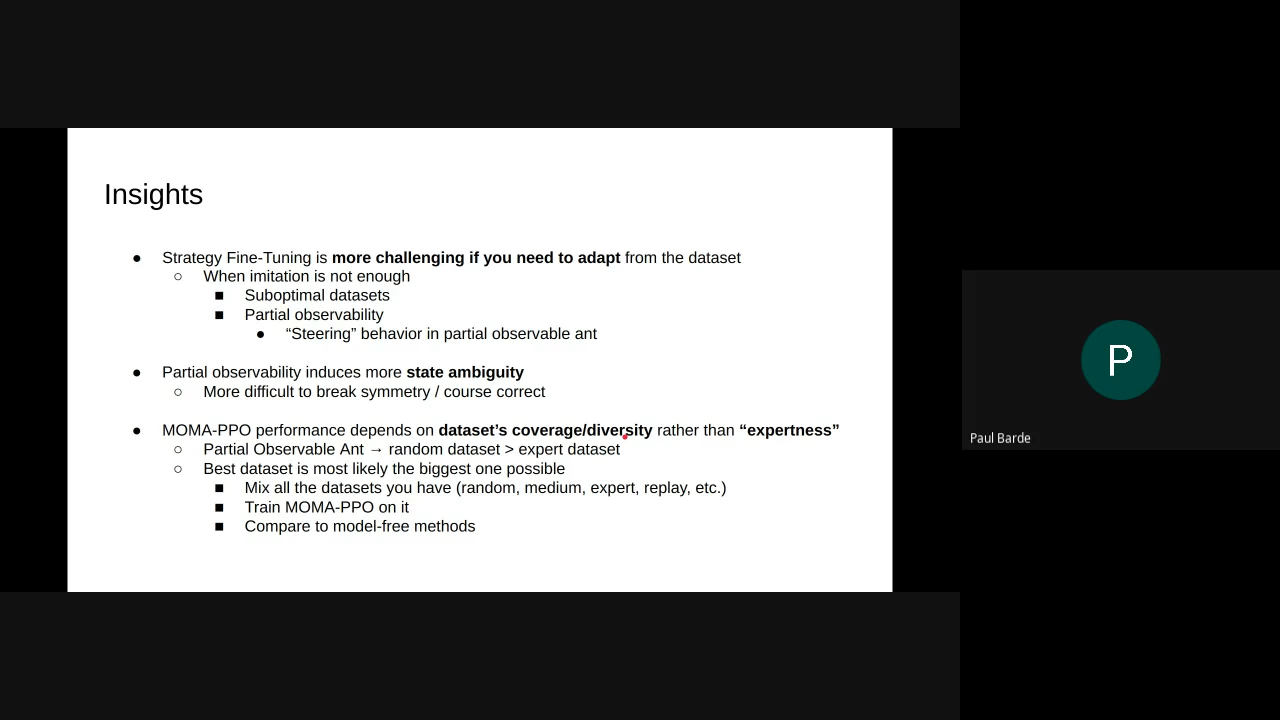 Insights
● Strategy Fine-Tuning is more challenging if you need to adapt from the dataset
○ When imitation is not enough
■ Suboptimal datasets
■ Partial observability
● “Steering” behavior in partial observable ant
● Partial observability induces more state ambiguity
○ More difficult to break symmetry / course correct
● MOMA-PPO performance depends on dataset’s coverage/diversity rather than “expertness”
○ Partial Observable Ant → random dataset > expert dataset
○ Best dataset is most likely the biggest one possible
■ Mix all the datasets you have (random, medium, expert, replay, etc.)
■ Train MOMA-PPO on it
■ Compare to model-free methods
P
Paul Barde